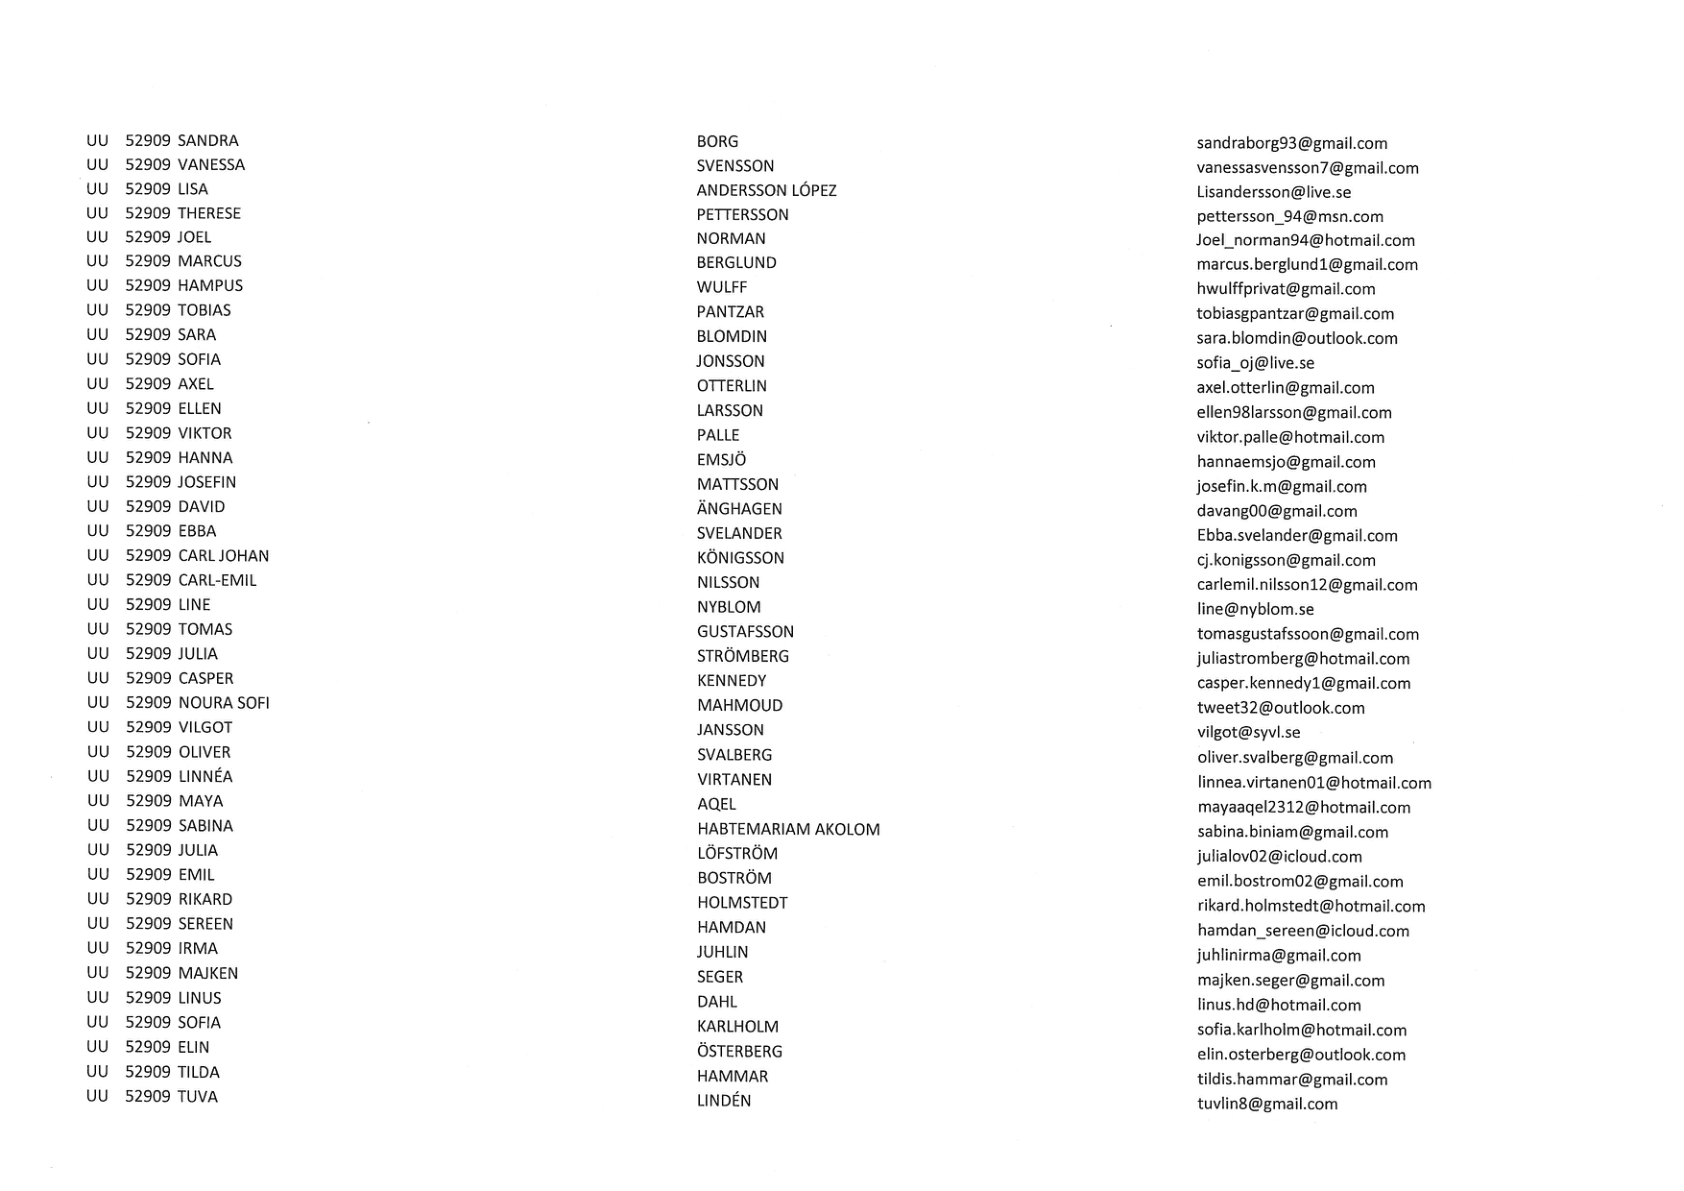 UU 52909 SANDRA BORG sandraborg93@gmail.com
UU 52909 VANESSA SVENSSON vanessasvensson7@gmail.com
UU 52909 LISA ANDERSSON LÓPEZ Lisandersson@live.se
UU 52909 THERESE PETTERSSON pettersson_94@msn.com
UU 52909 JOEL NORMAN Joel_norman94@hotmail.com
UU 52909 MARCUS BERGLUND marcus.berglund1@gmail.com
UU 52909 HAMPUS WULFF hwulffprivat@gmail.com
UU 52909 TOBIAS PANTZAR tobiasgpantzar@gmail.com
UU 52909 SARA BLOMDIN sara.blomdin@outlook.com
UU 52909 SOFIA JONSSON sofia_oj@live.se
UU 52909 AXEL OTTERLIN axel.otterlin@gmail.com
UU 52909 ELLEN LARSSON ellen98larsson@gmail.com
UU 52909 VIKTOR PALLE viktor.palle@hotmail.com
UU 52909 HANNA EMSJÖ hannaemsjo@gmail.com
UU 52909 JOSEFIN MATTSSON josefin.k.m@gmail.com
UU 52909 DAVID ÄNGHAGEN davang00@gmail.com
UU 52909 EBBA SVELANDER Ebba.svelander@gmail.com
UU 52909 CARL JOHAN KÖNIGSSON cj.konigsson@gmail.com
UU 52909 CARL-EMIL NILSSON carlemil.nilsson12@gmail.com
UU 52909 LINE NYBLOM line@nyblom.se
UU 52909 TOMAS GUSTAFSSON tomasgustafssoon@gmail.com
UU 52909 JULIA STRÖMBERG juliastromberg@hotmail.com
UU 52909 CASPER KENNEDY casper.kennedy1@gmail.com
UU 52909 NOURA SOFI MAHMOUD tweet32@outlook.com
UU 52909 VILGOT JANSSON vilgot@syvl.se
UU 52909 OLIVER SVALBERG oliver.svalberg@gmail.com
UU 52909 LINNÉA VIRTANEN linnea.virtanen01@hotmail.com
UU 52909 MAYA AQEL mayaaqel2312@hotmail.com
UU 52909 SABINA HABTEMARIAM AKOLOM sabina.biniam@gmail.com
UU 52909 JULIA LÖFSTRÖM julialov02@icloud.com
UU 52909 EMIL BOSTRÖM emil.bostrom02@gmail.com
UU 52909 RIKARD HOLMSTEDT rikard.holmstedt@hotmail.com
UU 52909 SEREEN HAMDAN hamdan_sereen@icloud.com
UU 52909 IRMA JUHLIN juhlinirma@gmail.com
UU 52909 MAJKEN SEGER majken.seger@gmail.com
UU 52909 LINUS DAHL linus.hd@hotmail.com
UU 52909 SOFIA KARLHOLM sofia.karlholm@hotmail.com
UU 52909 ELIN ÖSTERBERG elin.osterberg@outlook.com
UU 52909 TILDA HAMMAR tildis.hammar@gmail.com
UU 52909 TUVA LINDÉN tuvlin8@gmail.com